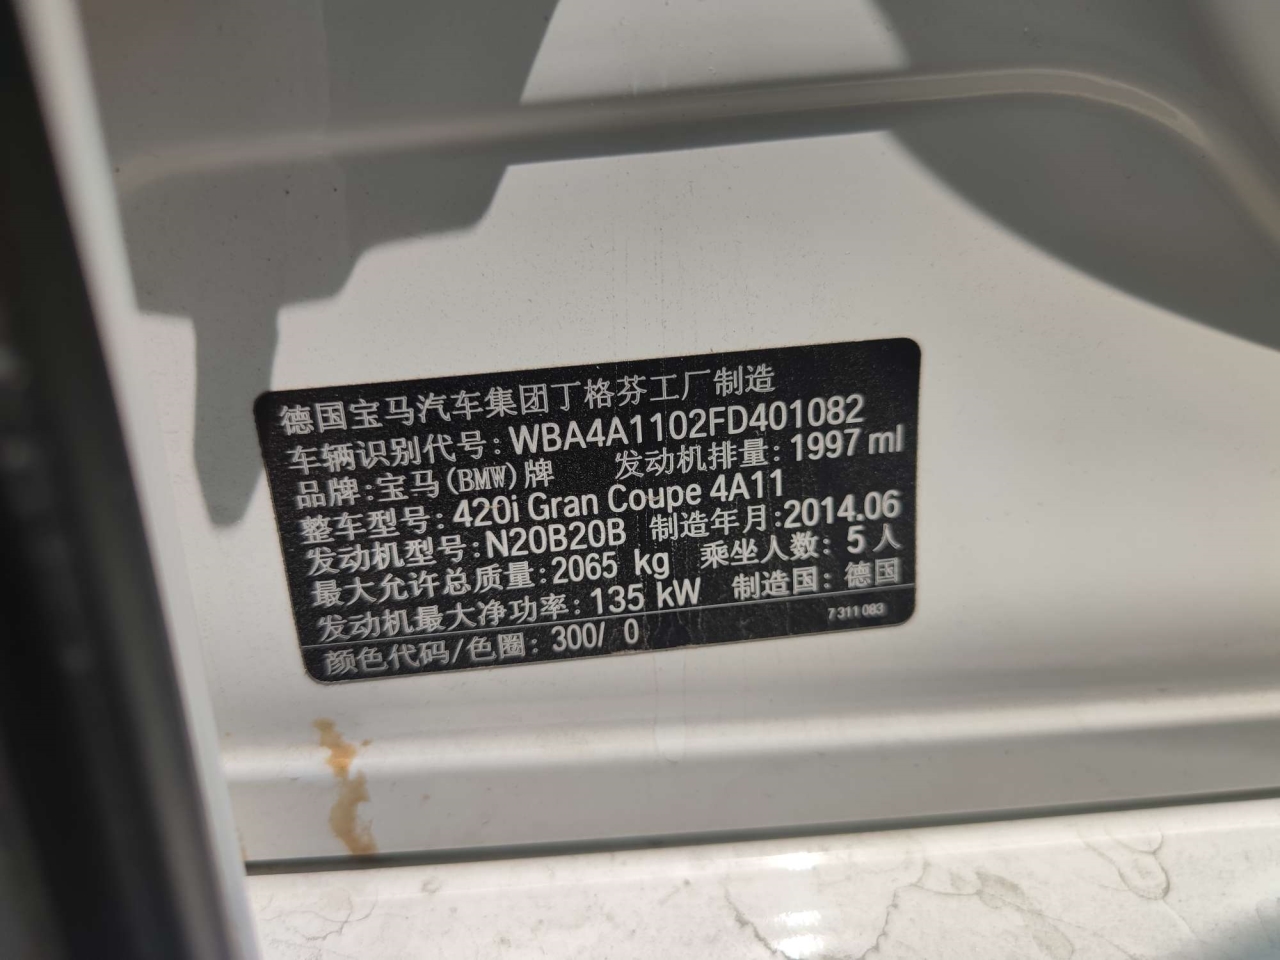 德国宝马汽车集团丁格芬工厂制造
车辆识别代号: WBA4A1102FD401082
品牌:宝马(BMW)牌 发动机排量: 1997 ml
整车型号: 420i Gran Coupe 4A11
发动机型号: N20B20B 制造年月:2014.06
最大允许总质量: 2065 kg 乘坐人数: 5人
发动机最大净功率: 135 kW 制造国: 德国
颜色代码/色圈: 300/ 0 7 311 083